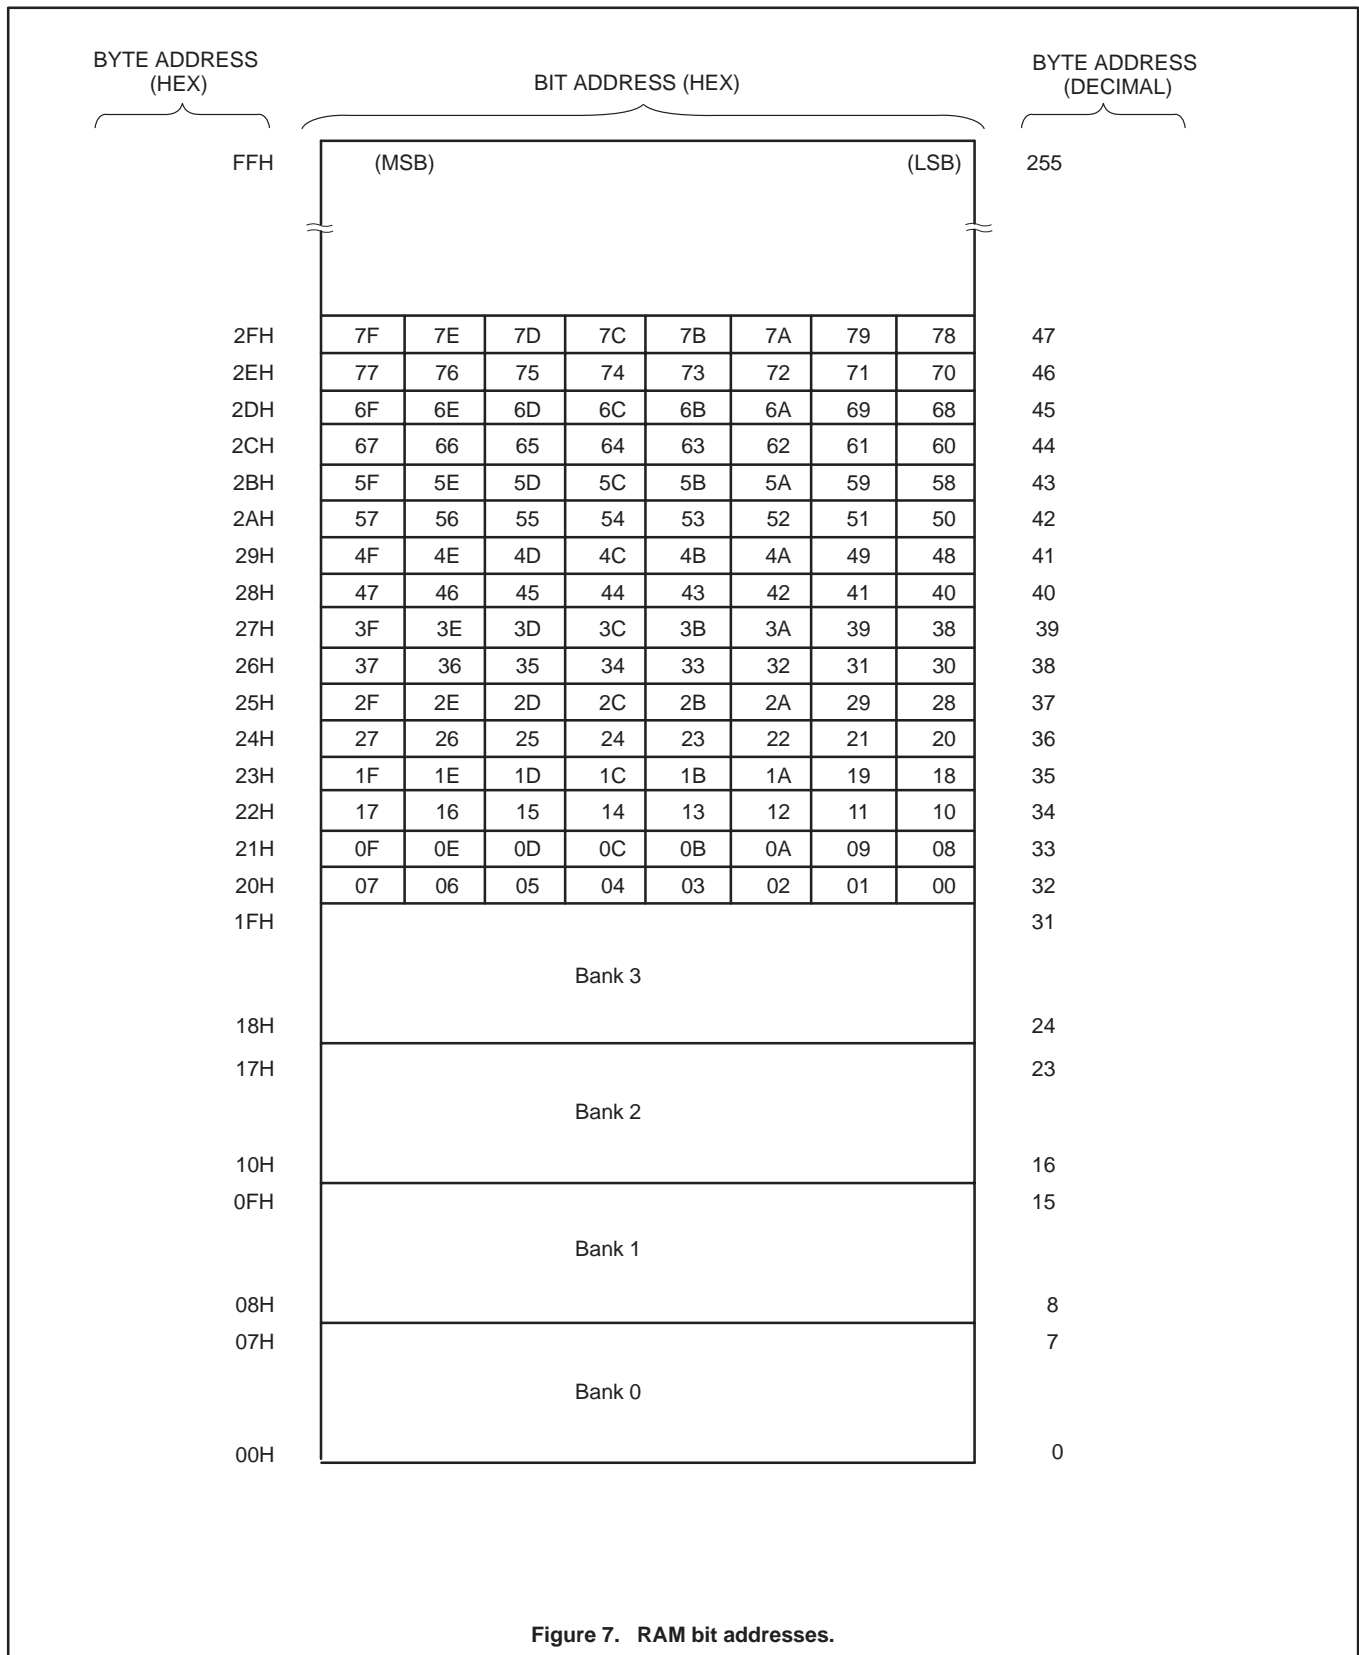 BYTE ADDRESS
(HEX)
BIT ADDRESS (HEX)
BYTE ADDRESS
(DECIMAL)
FFH (MSB) (LSB) 255
2FH 7F 7E 7D 7C 7B 7A 79 78 47
2EH 77 76 75 74 73 72 71 70 46
2DH 6F 6E 6D 6C 6B 6A 69 68 45
2CH 67 66 65 64 63 62 61 60 44
2BH 5F 5E 5D 5C 5B 5A 59 58 43
2AH 57 56 55 54 53 52 51 50 42
29H 4F 4E 4D 4C 4B 4A 49 48 41
28H 47 46 45 44 43 42 41 40 40
27H 3F 3E 3D 3C 3B 3A 39 38 39
26H 37 36 35 34 33 32 31 30 38
25H 2F 2E 2D 2C 2B 2A 29 28 37
24H 27 26 25 24 23 22 21 20 36
23H 1F 1E 1D 1C 1B 1A 19 18 35
22H 17 16 15 14 13 12 11 10 34
21H 0F 0E 0D 0C 0B 0A 09 08 33
20H 07 06 05 04 03 02 01 00 32
1FH 31
Bank 3
18H 24
17H 23
Bank 2
10H 16
0FH 15
Bank 1
08H 8
07H 7
Bank 0
00H 0
Figure 7. RAM bit addresses.